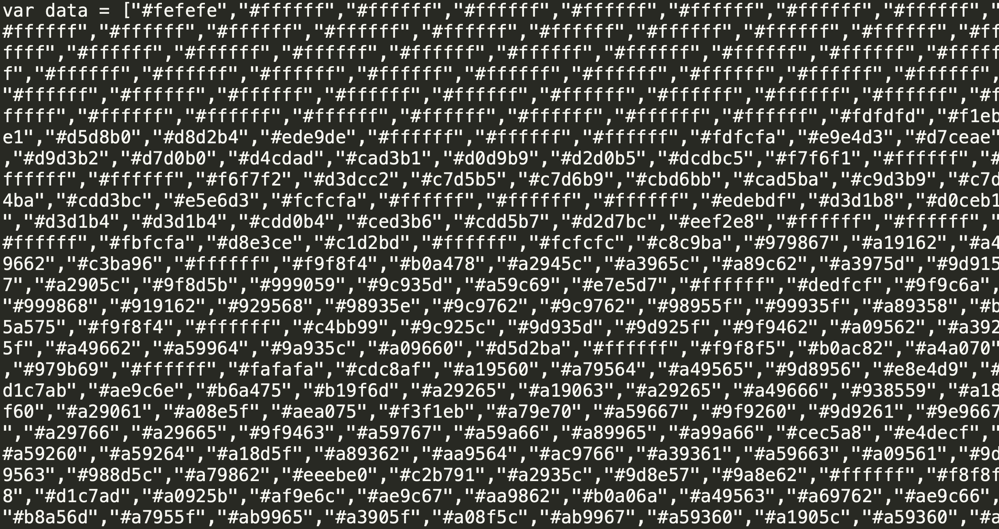 var data = ["#fefefe","#ffffff","#ffffff","#ffffff","#ffffff","#ffffff","#ffffff","#ffffff","
#ffffff","#ffffff","#ffffff","#ffffff","#ffffff","#ffffff","#ffffff","#ffffff","#ffffff","#ff
ffff","#ffffff","#ffffff","#ffffff","#ffffff","#ffffff","#ffffff","#ffffff","#ffffff","#fffff
f","#ffffff","#ffffff","#ffffff","#ffffff","#ffffff","#ffffff","#ffffff","#ffffff","#ffffff",
"#ffffff","#ffffff","#ffffff","#ffffff","#ffffff","#ffffff","#ffffff","#ffffff","#ffffff","#f
fffff","#ffffff","#ffffff","#ffffff","#ffffff","#ffffff","#ffffff","#ffffff","#fdfdfd","#f1eb
e1","#d5d8b0","#d8d2b4","#ede9de","#ffffff","#ffffff","#ffffff","#fdfcfa","#e9e4d3","#d7ceae"
,"#d9d3b2","#d7d0b0","#d4cdad","#cad3b1","#d0d9b9","#d2d0b5","#dcdbc5","#f7f6f1","#ffffff","#
ffffff","#ffffff","#f6f7f2","#d3dcc2","#c7d5b5","#c7d6b9","#cbd6bb","#cad5ba","#c9d3b9","#c7d
4ba","#cdd3bc","#e5e6d3","#fcfcfa","#ffffff","#ffffff","#ffffff","#edebdf","#d3d1b8","#d0ceb1
","#d3d1b4","#d3d1b4","#cdd0b4","#ced3b6","#cdd5b7","#d2d7bc","#eef2e8","#ffffff","#ffffff","
#ffffff","#fbfcfa","#d8e3ce","#c1d2bd","#ffffff","#fcfcfc","#c8c9ba","#979867","#a19162","#a4
9662","#c3ba96","#ffffff","#f9f8f4","#b0a478","#a2945c","#a3965c","#a89c62","#a3975d","#9d915
7","#a2905c","#9f8d5b","#999059","#9c935d","#a59c69","#e7e5d7","#ffffff","#dedfcf","#9f9c6a",
"#999868","#919162","#929568","#98935e","#9c9762","#9c9762","#98955f","#99935f","#a89358","#b
5a575","#f9f8f4","#ffffff","#c4bb99","#9c925c","#9d935d","#9d925f","#9f9462","#a09562","#a392
5f","#a49662","#a59964","#9a935c","#a09660","#d5d2ba","#ffffff","#f9f8f5","#b0ac82","#a4a070"
,"#979b69","#ffffff","#fafafa","#cdc8af","#a19560","#a79564","#a49565","#9d8956","#e8e4d9","#
d1c7ab","#ae9c6e","#b6a475","#b19f6d","#a29265","#a19063","#a29265","#a49666","#938559","#a18
f60","#a29061","#a08e5f","#aea075","#f3f1eb","#a79e70","#a59667","#9f9260","#9d9261","#9e9667
","#a29766","#a29665","#9f9463","#a59767","#a59a66","#a89965","#a99a66","#cec5a8","#e4decf","
#a59260","#a59264","#a18d5f","#a89362","#aa9564","#ac9766","#a39361","#a59663","#a09561","#9d
9563","#988d5c","#a79862","#eeebe0","#c2b791","#a2935c","#9d8e57","#9a8e62","#ffffff","#f8f8f
8","#d1c7ad","#a0925b","#af9e6c","#ae9c67","#aa9862","#b0a06a","#a49563","#a69762","#ae9c66",
"#b8a56d","#a7955f","#ab9965","#a3905f","#a08f5c","#ab9967","#a59360","#a1905c","#a59360","#a